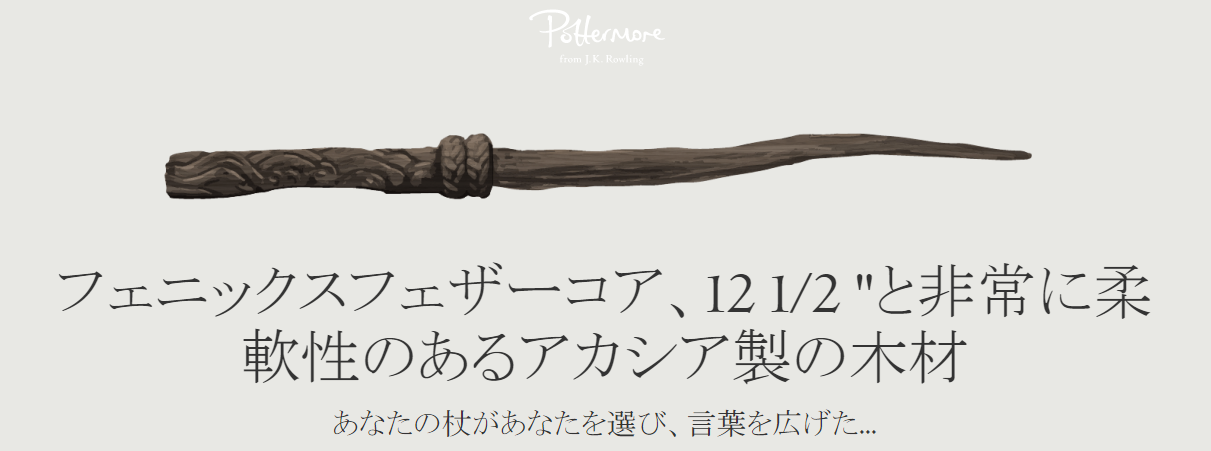 Pottermore
from J.K. Rowling
フェニックスフェザーコア、12 1/2 "と非常に柔
軟性のあるアカシア製の木材
あなたの杖があなたを選び、言葉を広げた...